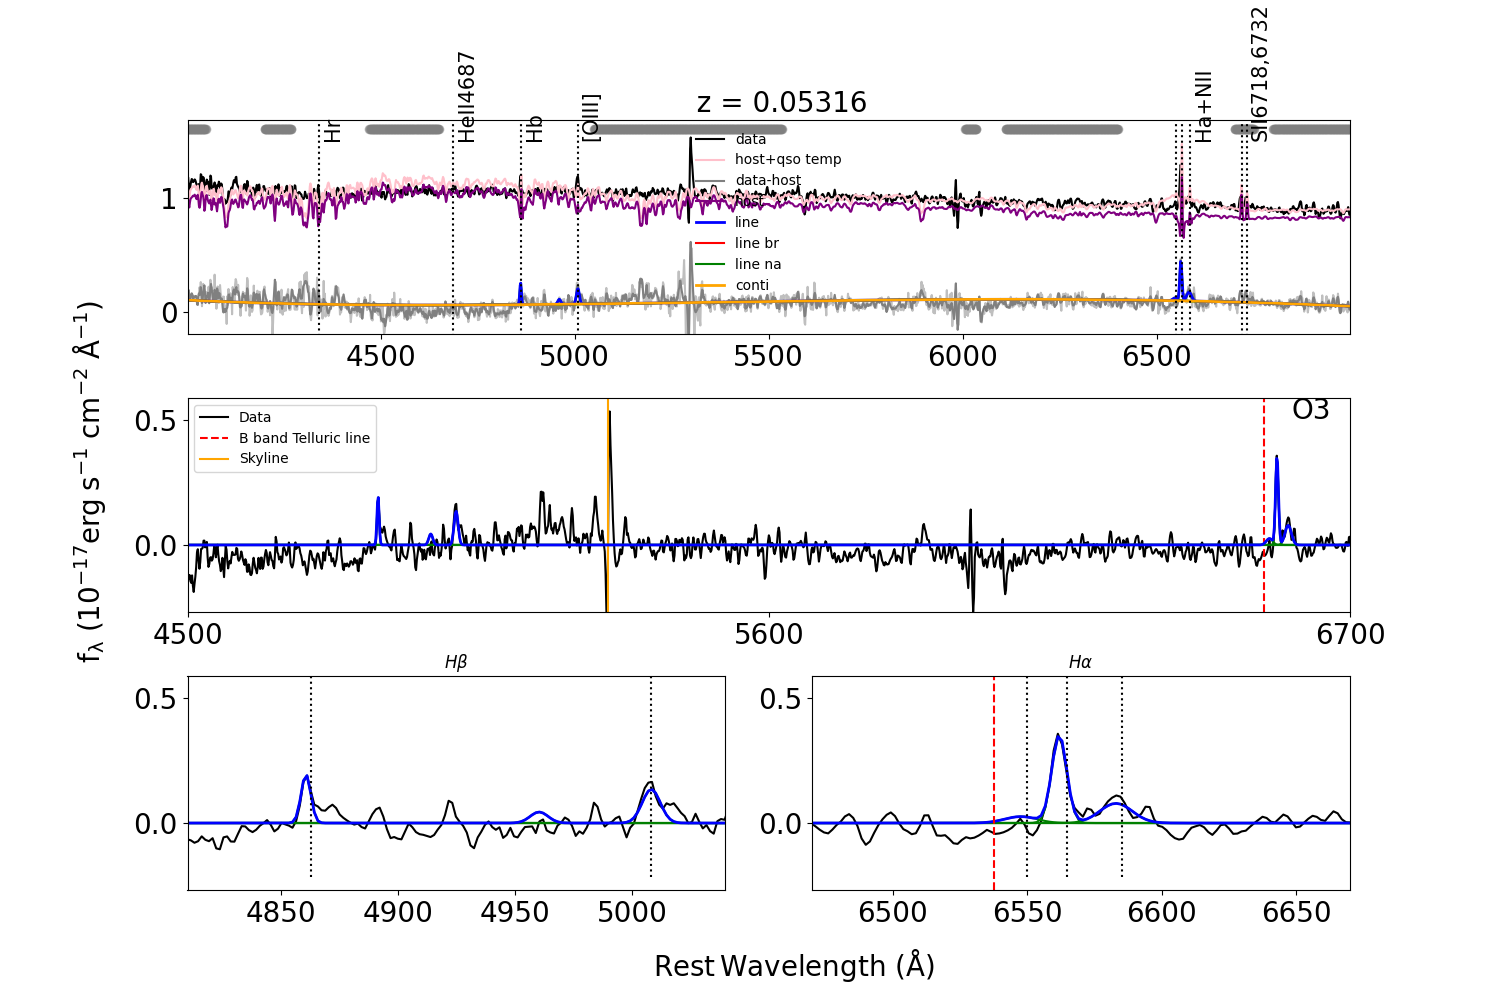 z = 0.05316
Hr
HeII4687
Hb
[OIII]
Ha+NII
SII6718,6732
data
host+qso temp
data-host
host
line
line br
line na
conti
1
0
4500 5000 5500 6000 6500
f_λ (10⁻¹⁷erg s⁻¹ cm⁻² Å⁻¹)
Data
B band Telluric line
Skyline
O3
0.5
0.0
4500 5600 6700
Hβ
0.5
0.0
4850 4900 4950 5000
Hα
0.5
0.0
6500 6550 6600 6650
Rest Wavelength (Å)